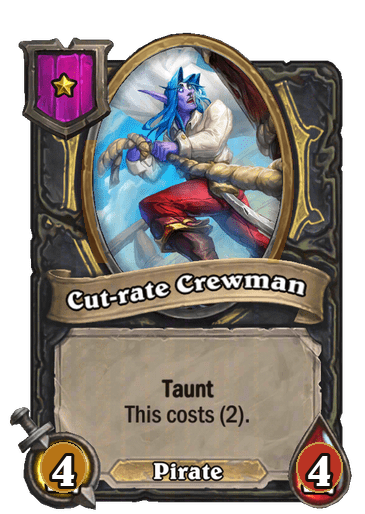 Cut-rate Crewman
Taunt
This costs (2).
4
Pirate
4